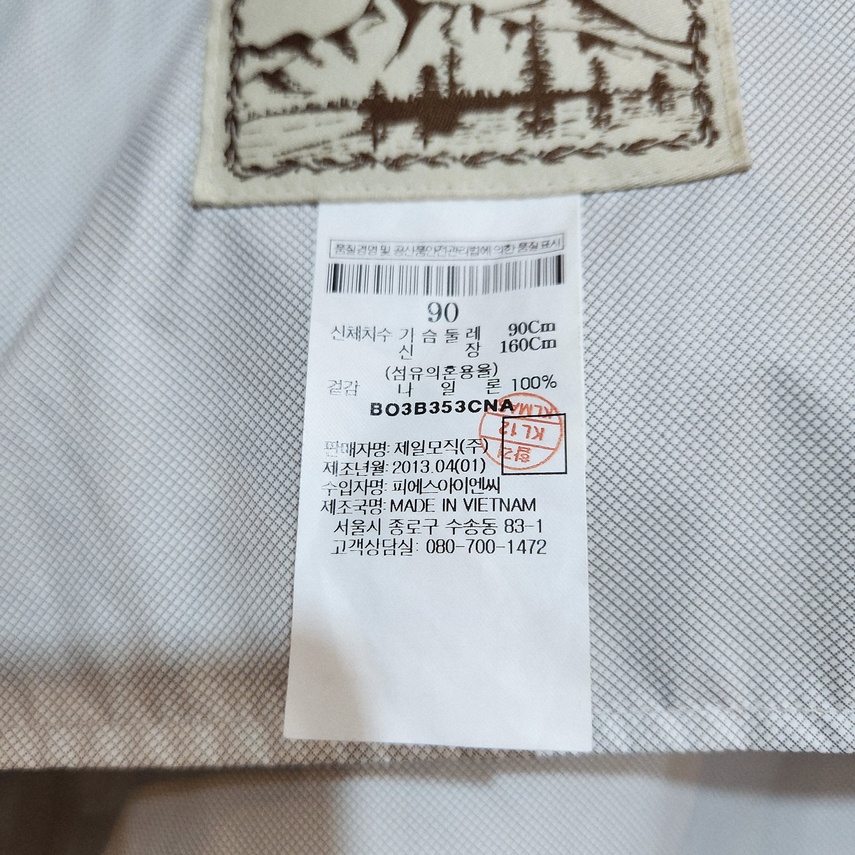 품질경영 및 공산품안전관리법에 의한 품질표시
90
신체치수 가슴둘레 90Cm
신장 160Cm
(섬유의혼용율)
겉감 나일론 100%
BO3B353CNA
KLMA
KL12
합격
판매자명: 제일모직(주)
제조년월: 2013.04(01)
수입자명: 피에스아이엔씨
제조국명: MADE IN VIETNAM
서울시 종로구 수송동 83-1
고객상담실: 080-700-1472